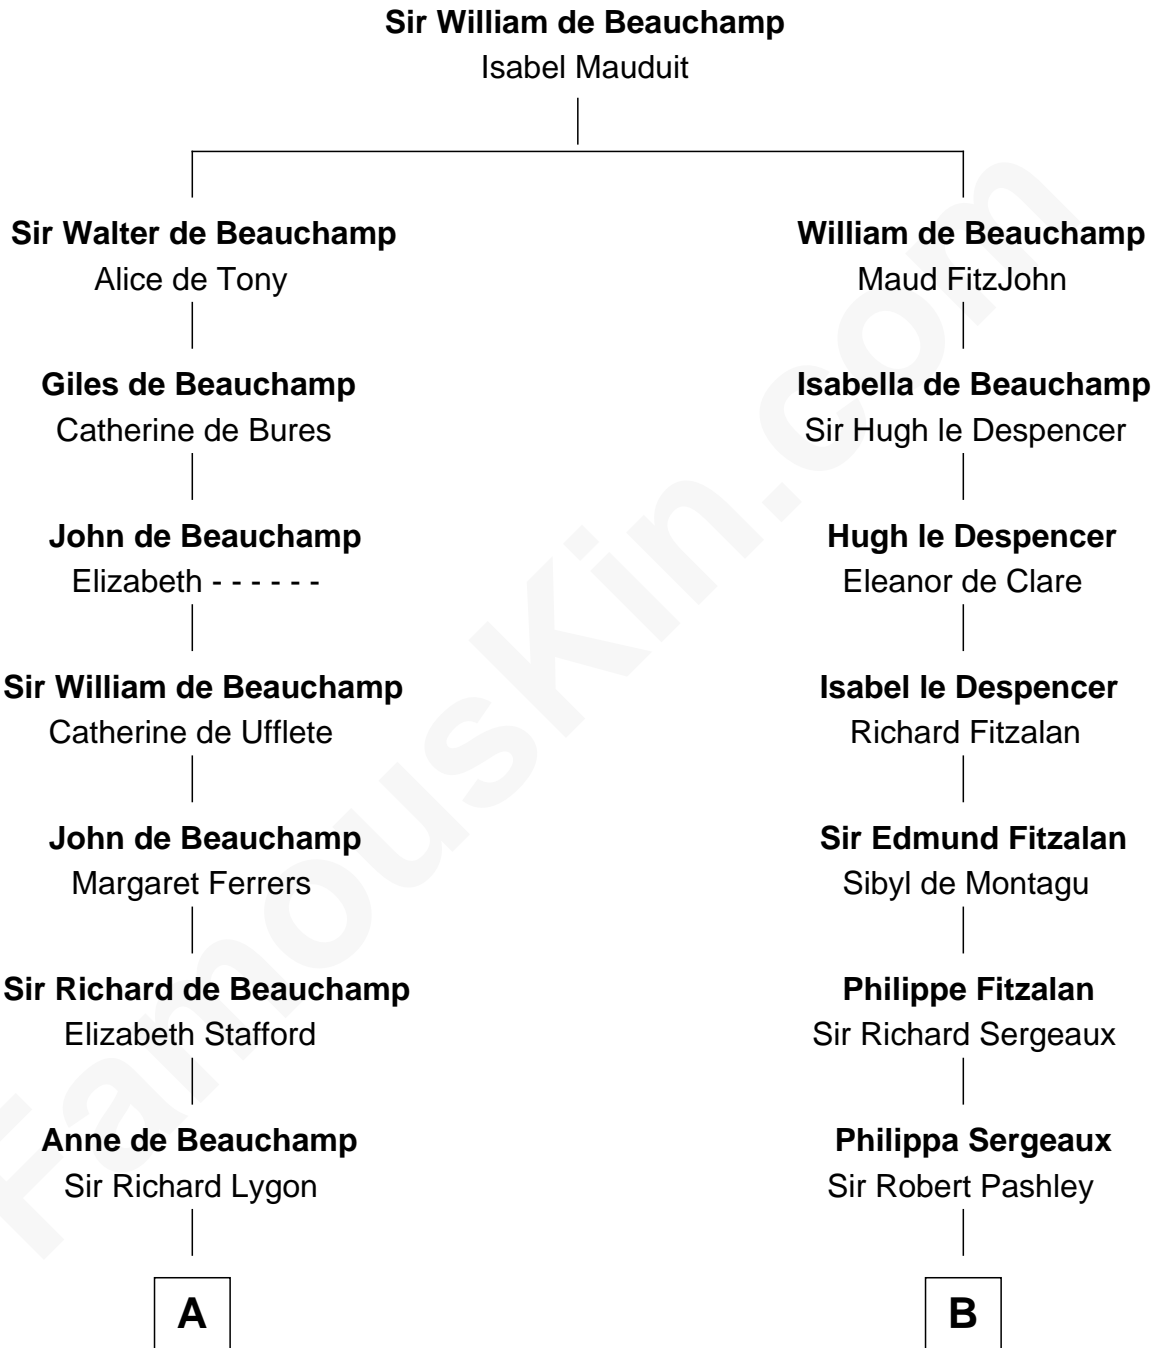 Sir William de Beauchamp
Isabel Mauduit
Sir Walter de Beauchamp
Alice de Tony
William de Beauchamp
Maud FitzJohn
Giles de Beauchamp
Catherine de Bures
Isabella de Beauchamp
Sir Hugh le Despencer
John de Beauchamp
Elizabeth - - - - - -
Hugh le Despencer
Eleanor de Clare
Sir William de Beauchamp
Catherine de Ufflete
Isabel le Despencer
Richard Fitzalan
John de Beauchamp
Margaret Ferrers
Sir Edmund Fitzalan
Sibyl de Montagu
Sir Richard de Beauchamp
Elizabeth Stafford
Philippe Fitzalan
Sir Richard Sergeaux
Anne de Beauchamp
Sir Richard Lygon
Philippa Sergeaux
Sir Robert Pashley
A
B
FamousKin.com